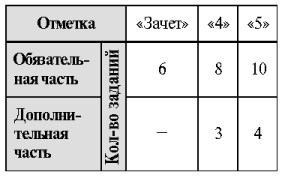 Отметка «Зачет» «4» «5»
Обязатель-
ная часть
Кол-во заданий
6 8 10
Дополни-
тельная
часть
– 3 4